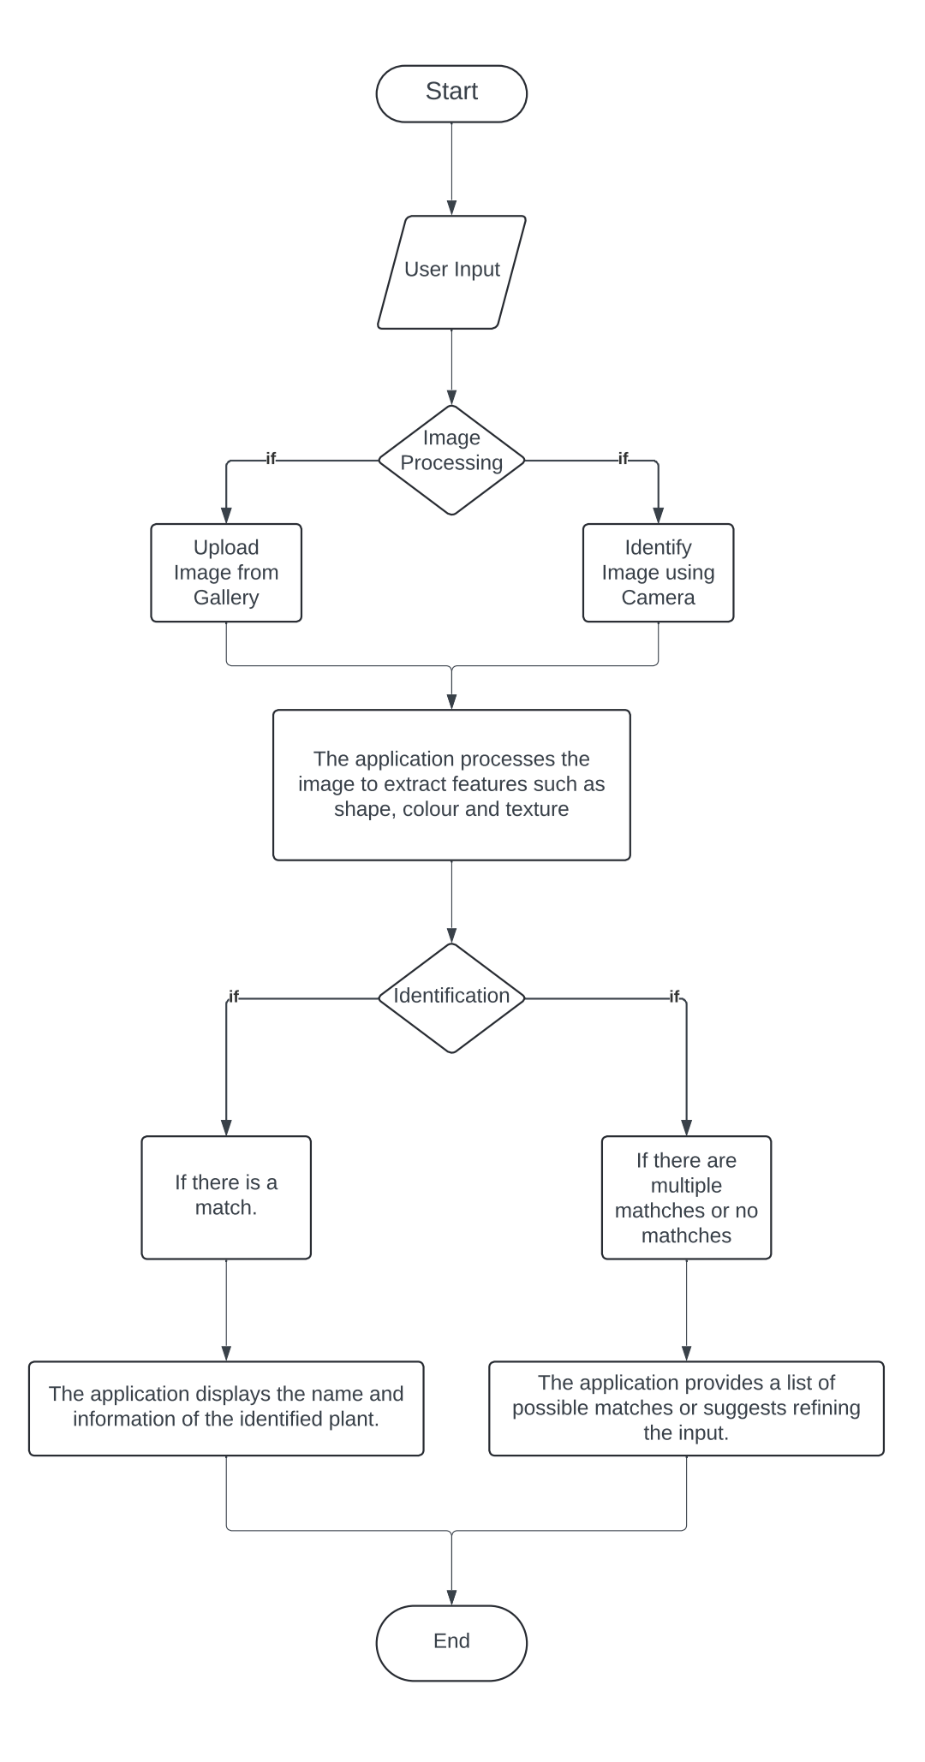 Start
User Input
Image
Processing
if
if
Upload
Image from
Gallery
Identify
Image using
Camera
The application processes the
image to extract features such as
shape, colour and texture
Identification
if
if
If there is a
match.
If there are
multiple
mathches or no
mathches
The application displays the name and
information of the identified plant.
The application provides a list of
possible matches or suggests refining
the input.
End